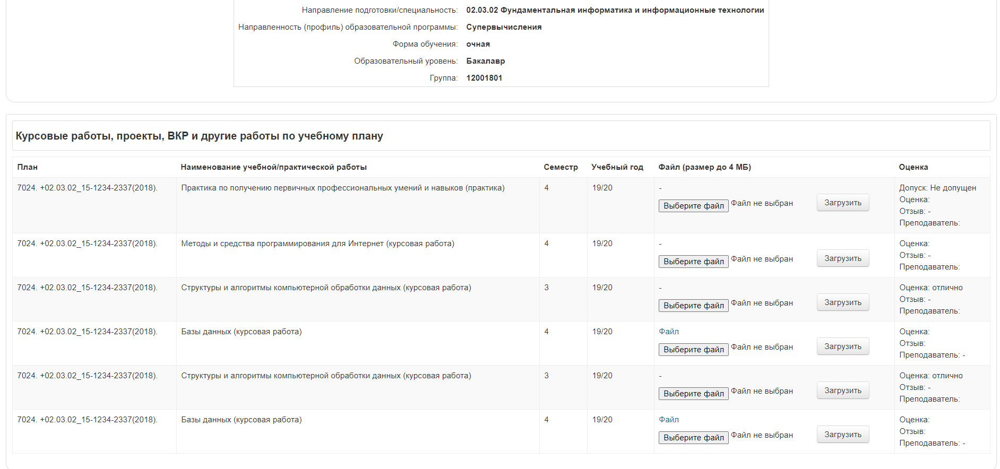 Направление подготовки/специальность: 02.03.02 Фундаментальная информатика и информационные технологии
Направленность (профиль) образовательной программы: Супервычисления
Форма обучения: очная
Образовательный уровень: Бакалавр
Группа: 12001801
Курсовые работы, проекты, ВКР и другие работы по учебному плану
План Наименование учебной/практической работы Семестр Учебный год Файл (размер до 4 МБ) Оценка
7024. +02.03.02_15-1234-2337(2018). Практика по получению первичных профессиональных умений и навыков (практика) 4 19/20 - Допуск: Не допущен
Выберите файл Файл не выбран Загрузить Оценка:
Отзыв: -
Преподаватель:
7024. +02.03.02_15-1234-2337(2018). Методы и средства программирования для Интернет (курсовая работа) 4 19/20 - Оценка:
Выберите файл Файл не выбран Загрузить Отзыв: -
Преподаватель:
7024. +02.03.02_15-1234-2337(2018). Структуры и алгоритмы компьютерной обработки данных (курсовая работа) 3 19/20 - Оценка: отлично
Выберите файл Файл не выбран Загрузить Отзыв: -
Преподаватель:
7024. +02.03.02_15-1234-2337(2018). Базы данных (курсовая работа) 4 19/20 Файл Оценка:
Выберите файл Файл не выбран Загрузить Отзыв:
Преподаватель: -
7024. +02.03.02_15-1234-2337(2018). Структуры и алгоритмы компьютерной обработки данных (курсовая работа) 3 19/20 - Оценка: отлично
Выберите файл Файл не выбран Загрузить Отзыв: -
Преподаватель:
7024. +02.03.02_15-1234-2337(2018). Базы данных (курсовая работа) 4 19/20 Файл Оценка:
Выберите файл Файл не выбран Загрузить Отзыв:
Преподаватель: -